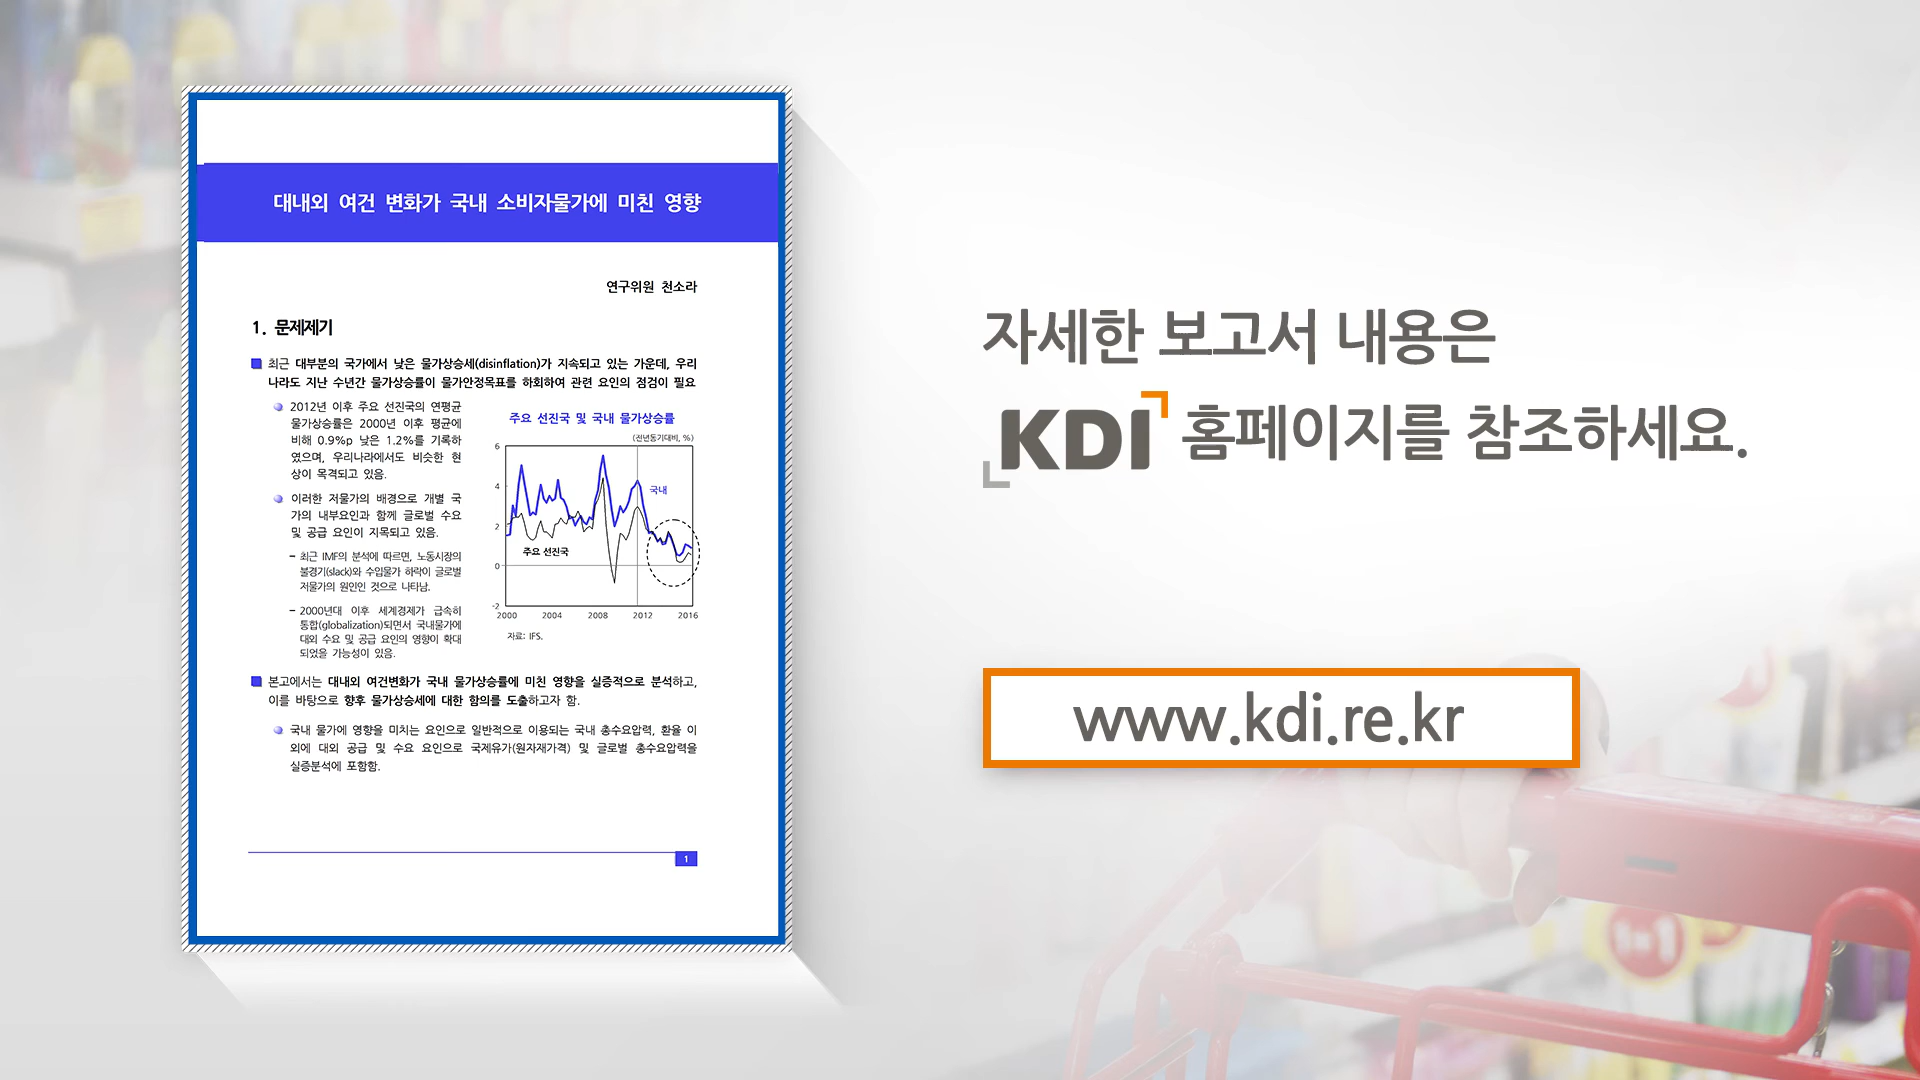 대내외 여건 변화가 국내 소비자물가에 미친 영향
연구위원 천소라
1. 문제제기
최근 대부분의 국가에서 낮은 물가상승세(disinflation)가 지속되고 있는 가운데, 우리
나라도 지난 수년간 물가상승률이 물가안정목표를 하회하여 관련 요인의 점검이 필요
2012년 이후 주요 선진국의 연평균
물가상승률은 2000년 이후 평균에
비해 0.9%p 낮은 1.2%를 기록하
였으며, 우리나라에서도 비슷한 현
상이 목격되고 있음.
이러한 저물가의 배경으로 개별 국
가의 내부요인과 함께 글로벌 수요
및 공급 요인이 지목되고 있음.
– 최근 IMF의 분석에 따르면, 노동시장의
불경기(slack)와 수입물가 하락이 글로벌
저물가의 원인인 것으로 나타남.
– 2000년대 이후 세계경제가 급속히
통합(globalization)되면서 국내물가에
대외 수요 및 공급 요인의 영향이 확대
되었을 가능성이 있음.
주요 선진국 및 국내 물가상승률
(전년동기대비, %)
6
4
2
0
-2
국내
주요 선진국
2000 2004 2008 2012 2016
자료: IFS.
본고에서는 대내외 여건변화가 국내 물가상승률에 미친 영향을 실증적으로 분석하고,
이를 바탕으로 향후 물가상승세에 대한 함의를 도출하고자 함.
국내 물가에 영향을 미치는 요인으로 일반적으로 이용되는 국내 총수요압력, 환율 이
외에 대외 공급 및 수요 요인으로 국제유가(원자재가격) 및 글로벌 총수요압력을
실증분석에 포함함.
1
자세한 보고서 내용은
KDI 홈페이지를 참조하세요.
www.kdi.re.kr
1+1